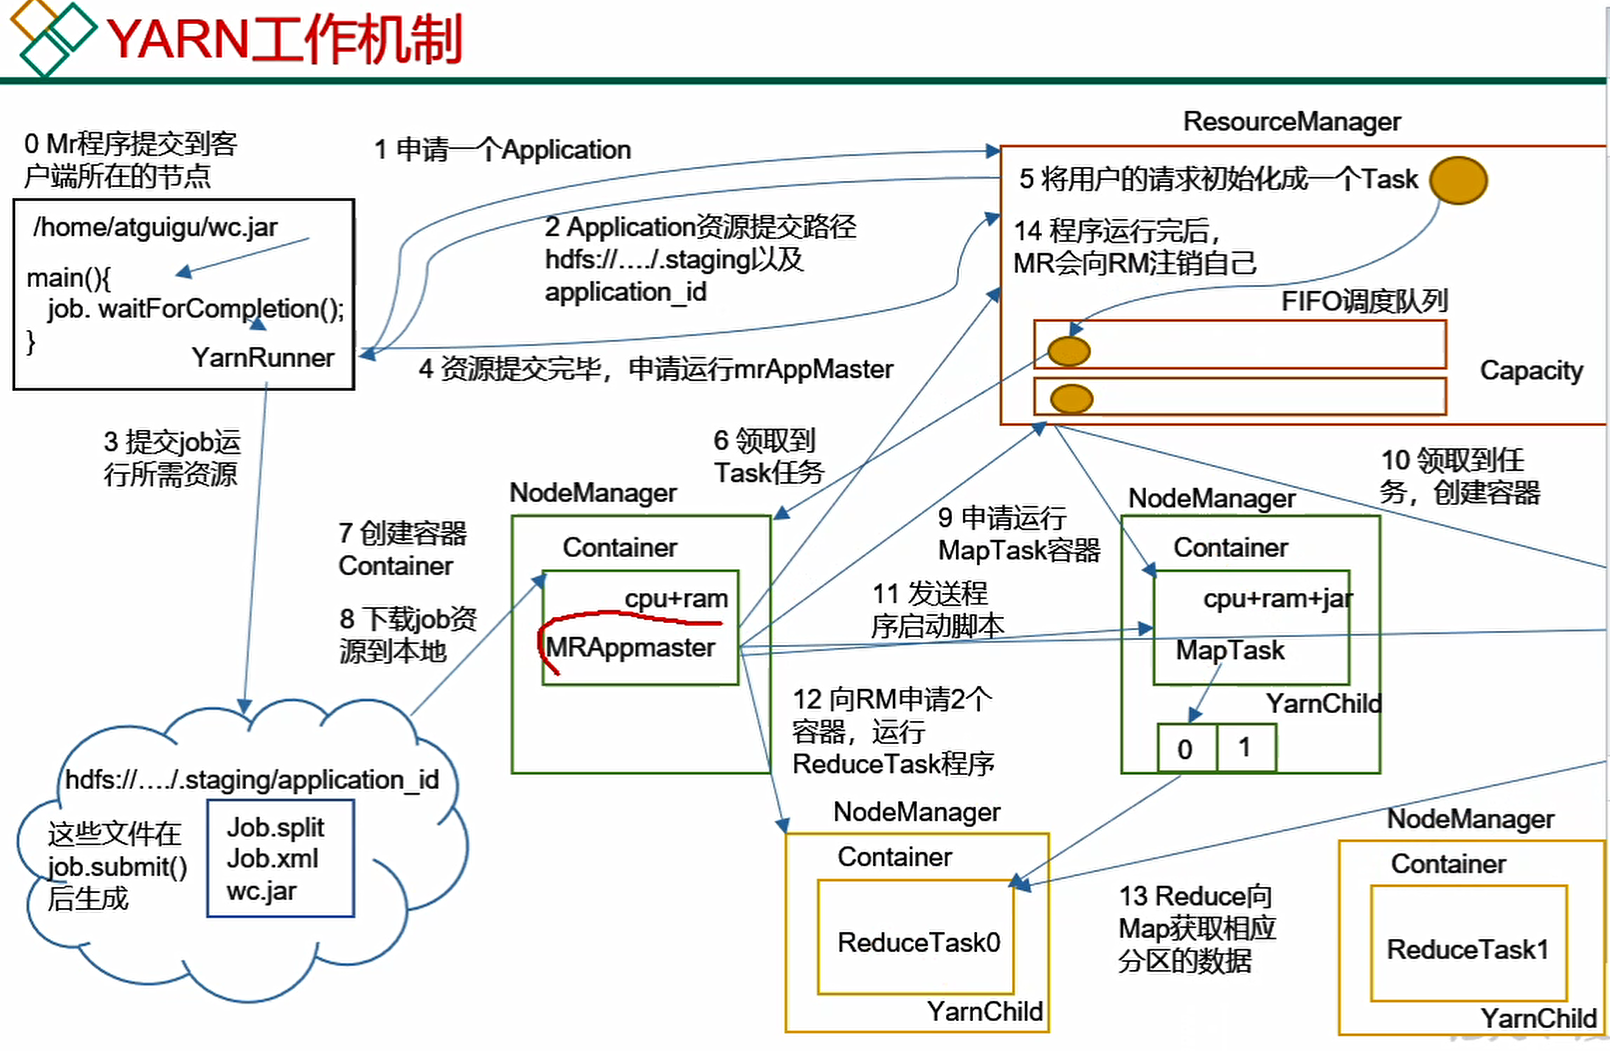 YARN工作机制
0 Mr程序提交到客
户端所在的节点
/home/atguigu/wc.jar
main(){
job. waitForCompletion();
}
YarnRunner
1 申请一个Application
2 Application资源提交路径
hdfs://…./.staging以及
application_id
3 提交job运
行所需资源
4 资源提交完毕，申请运行mrAppMaster
ResourceManager
5 将用户的请求初始化成一个Task
14 程序运行完后，
MR会向RM注销自己
FIFO调度队列
Capacity
6 领取到
Task任务
NodeManager
7 创建容器
Container
8 下载job资
源到本地
Container
cpu+ram
MRAppmaster
9 申请运行
MapTask容器
10 领取到任
务，创建容器
11 发送程
序启动脚本
NodeManager
Container
cpu+ram+jar
MapTask
YarnChild
0
1
12 向RM申请2个
容器，运行
ReduceTask程序
hdfs://…./.staging/application_id
这些文件在
job.submit()
后生成
Job.split
Job.xml
wc.jar
NodeManager
Container
ReduceTask0
YarnChild
13 Reduce向
Map获取相应
分区的数据
NodeManager
Container
ReduceTask1
YarnChild